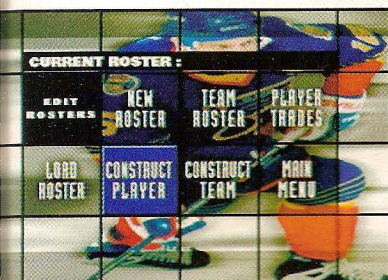 CURRENT ROSTER :
EDIT
ROSTERS
NEW
ROSTER
TEAM
ROSTER
PLAYER
TRADES
LOAD
ROSTER
CONSTRUCT
PLAYER
CONSTRUCT
TEAM
MAIN
MENU